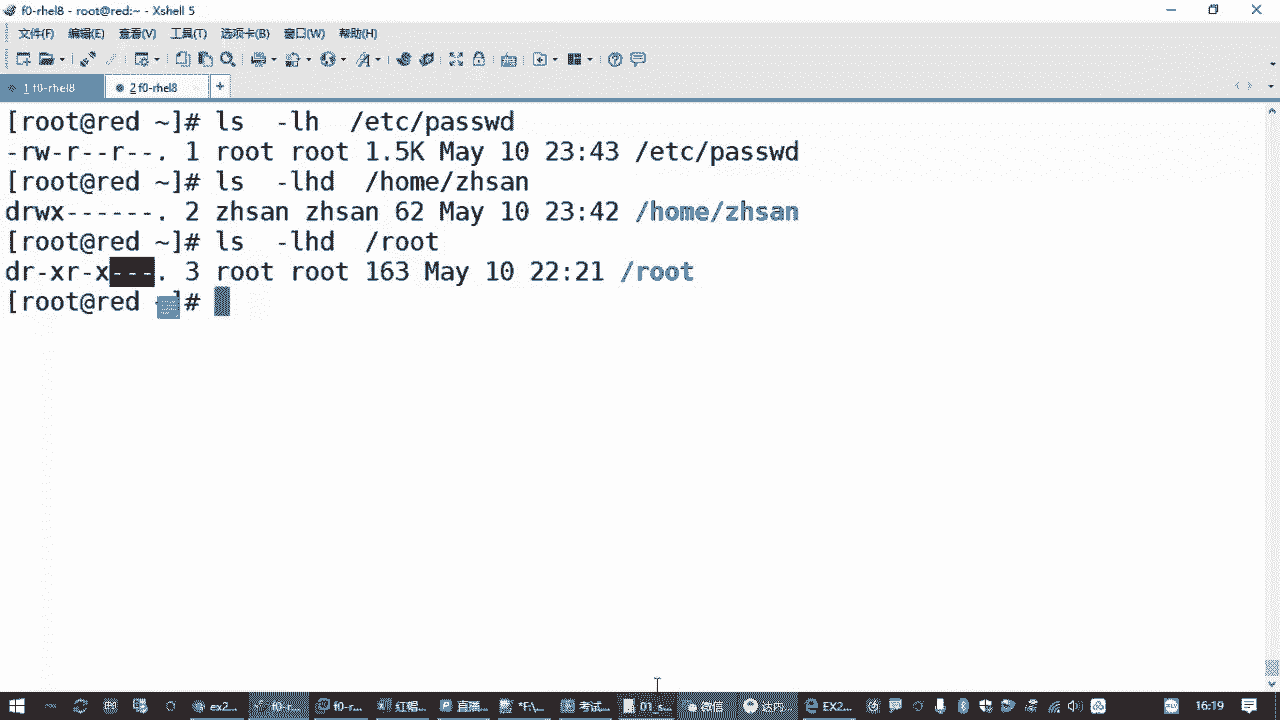 f0-rhel8 - root@red:~ - Xshell 5
文件(F) 编辑(E) 查看(V) 工具(T) 选项卡(B) 窗口(W) 帮助(H)
1 f0-rhel8 2 f0-rhel8 +
[root@red ~]# ls  -lh  /etc/passwd
-rw-r--r--. 1 root root 1.5K May 10 23:43 /etc/passwd
[root@red ~]# ls  -lhd  /home/zhsan
drwx------. 2 zhsan zhsan 62 May 10 23:42 /home/zhsan
[root@red ~]# ls  -lhd  /root
dr-xr-x---. 3 root root 163 May 10 22:21 /root
[root@red ~]#
ex2... f0-r... f0-r... 红帽... 直播... *F:\... 考试... 01_s... 微信 达内... EX2... 16:19